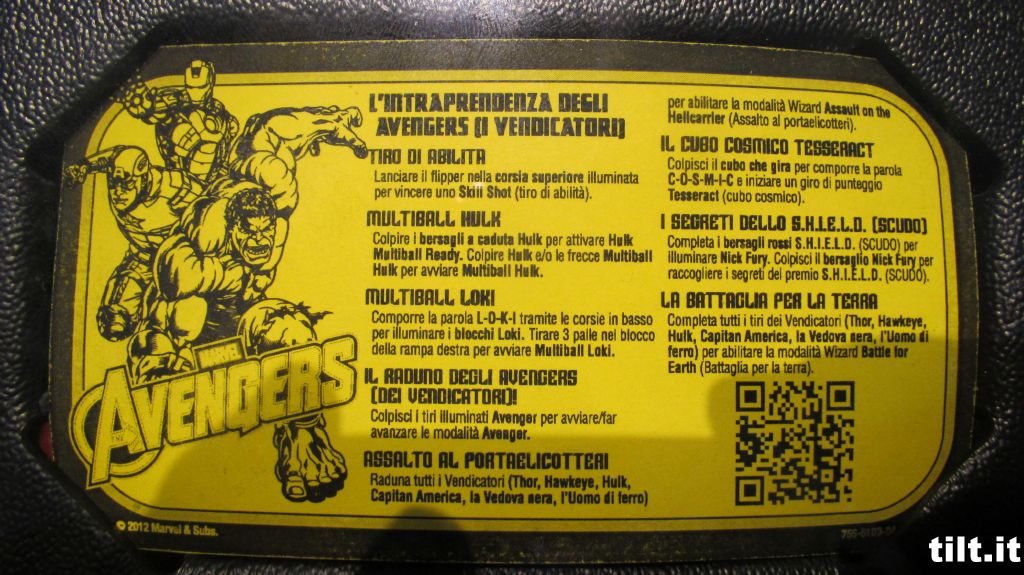 L'INTRAPRENDENZA DEGLI
AVENGERS (I VENDICATORI)
TIRO DI ABILITA
Lanciare il flipper nella corsia superiore illuminata
per vincere uno Skill Shot (tiro di abilità).
MULTIBALL HULK
Colpire i bersagli a caduta Hulk per attivare Hulk
Multiball Ready. Colpire Hulk e/o le frecce Multiball
Hulk per avviare Multiball Hulk.
MULTIBALL LOKI
Comporre la parola L-O-K-I tramite le corsie in basso
per illuminare i blocchi Loki. Tirare 3 palle nel blocco
della rampa destra per avviare Multiball Loki.
IL RADUNO DEGLI AVENGERS
(DEI VENDICATORI)!
Colpisci i tiri illuminati Avenger per avviare/far
avanzare le modalità Avenger.
ASSALTO AL PORTAELICOTTERI
Raduna tutti i Vendicatori (Thor, Hawkeye, Hulk,
Capitan America, la Vedova nera, l'Uomo di ferro)
per abilitare la modalità Wizard Assault on the
Hellcarrier (Assalto al portaelicotteri).
IL CUBO COSMICO TESSERACT
Colpisci il cubo che gira per comporre la parola
C-O-S-M-I-C e iniziare un giro di punteggio
Tesseract (cubo cosmico).
I SEGRETI DELLO S.H.I.E.L.D. (SCUDO)
Completa i bersagli rossi S.H.I.E.L.D. (SCUDO) per
illuminare Nick Fury. Colpisci il bersaglio Nick Fury per
raccogliere i segreti del premio S.H.I.E.L.D. (SCUDO).
LA BATTAGLIA PER LA TERRA
Completa tutti i tiri dei Vendicatori (Thor, Hawkeye,
Hulk, Capitan America, la Vedova nera, l'Uomo di
ferro) per abilitare la modalità Wizard Battle for
Earth (Battaglia per la terra).
MARVEL
THE AVENGERS
© 2012 Marvel & Subs.
tilt.it